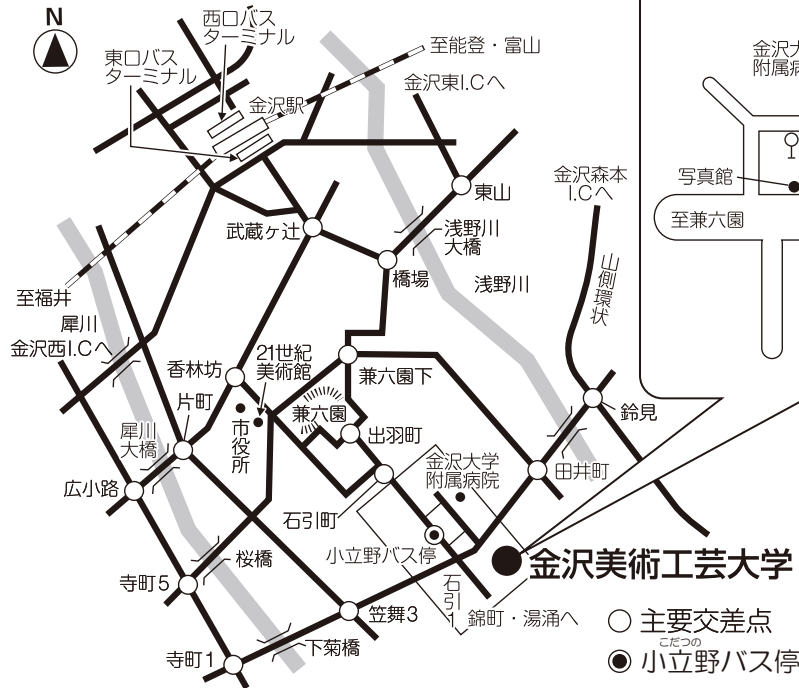 N
西口バス
ターミナル
東口バス
ターミナル
金沢駅
至能登・富山
金沢東I.Cへ
金沢大
附属病
写真館
至兼六園
東山
金沢森本
I.Cへ
武蔵ヶ辻
浅野川
大橋
橋場
浅野川
山側環状
至福井
犀川
金沢西I.Cへ
香林坊
21世紀
美術館
兼六園下
片町
兼六園
鈴見
市役所
出羽町
犀川
大橋
金沢大学
附属病院
田井町
広小路
石引町
小立野バス停
桜橋
金沢美術工芸大学
寺町5
石引1
錦町・湯涌へ
笠舞3
主要交差点
下菊橋
こだつの
小立野バス停
寺町1